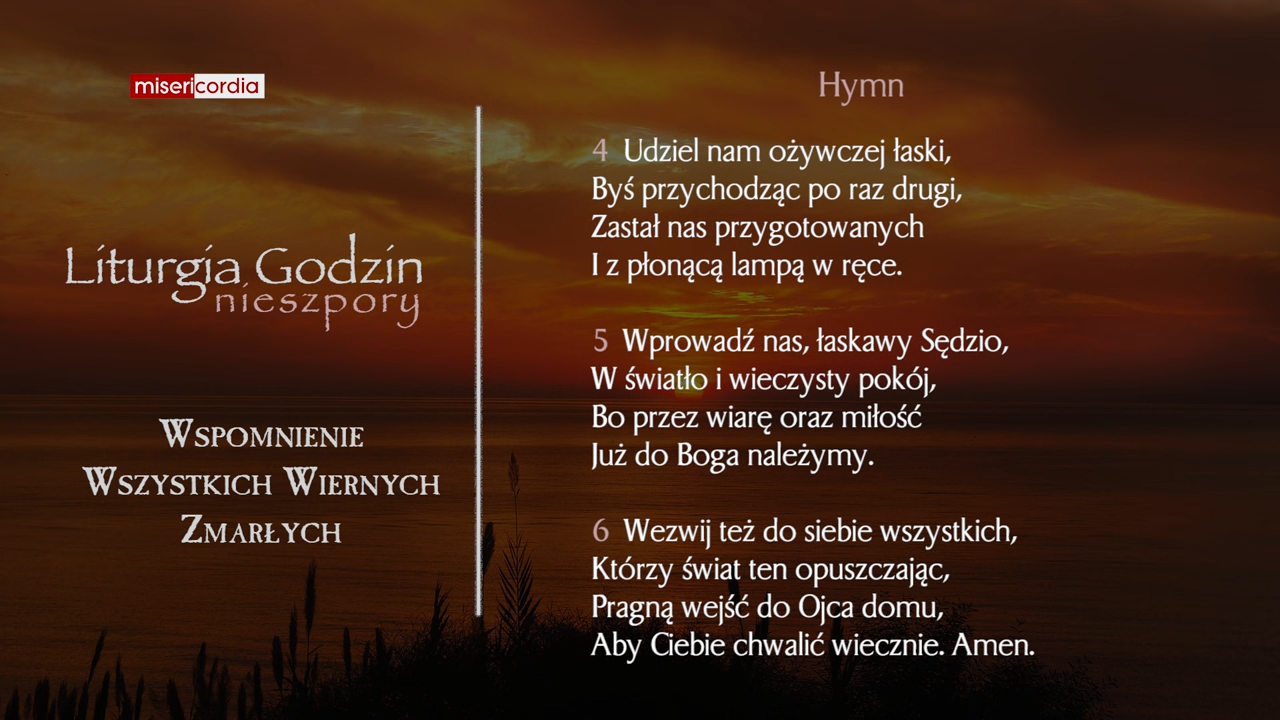 misericordia
Liturgia Godzin
nieszpory
Wspomnienie
Wszystkich Wiernych
Zmarłych
Hymn
4 Udziel nam ożywczej łaski,
Byś przychodząc po raz drugi,
Zastał nas przygotowanych
I z płonącą lampą w ręce.
5 Wprowadź nas, łaskawy Sędzio,
W światło i wieczysty pokój,
Bo przez wiarę oraz miłość
Już do Boga należymy.
6 Wezwij też do siebie wszystkich,
Którzy świat ten opuszczając,
Pragną wejść do Ojca domu,
Aby Ciebie chwalić wiecznie. Amen.